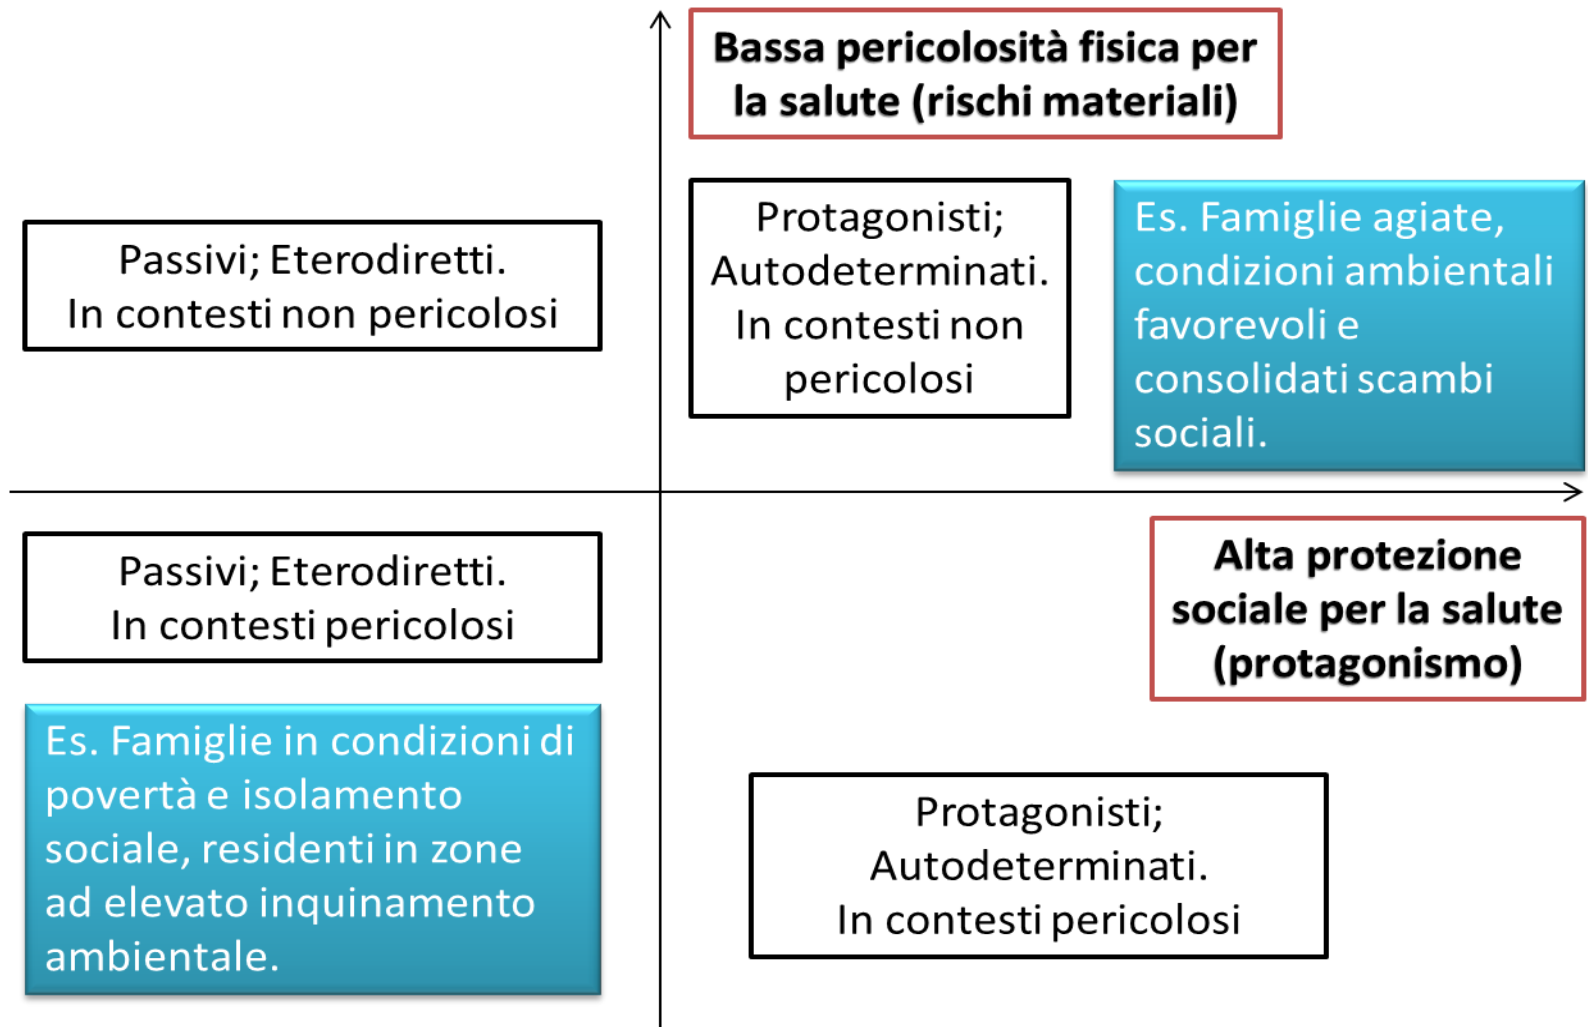 Bassa pericolosità fisica per
la salute (rischi materiali)
Passivi; Eterodiretti.
In contesti non pericolosi
Protagonisti;
Autodeterminati.
In contesti non
pericolosi
Es. Famiglie agiate,
condizioni ambientali
favorevoli e
consolidati scambi
sociali.
Passivi; Eterodiretti.
In contesti pericolosi
Alta protezione
sociale per la salute
(protagonismo)
Es. Famiglie in condizioni di
povertà e isolamento
sociale, residenti in zone
ad elevato inquinamento
ambientale.
Protagonisti;
Autodeterminati.
In contesti pericolosi